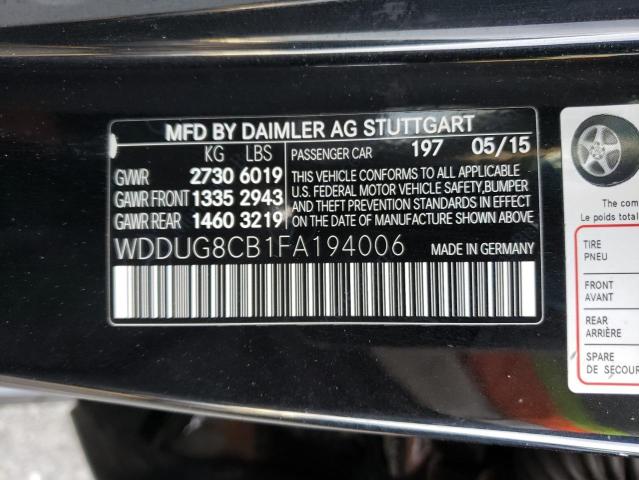 MFD BY DAIMLER AG STUTTGART
KG LBS
GVWR 2730 6019
GAWR FRONT 1335 2943
GAWR REAR 1460 3219
PASSENGER CAR 197 05/15
THIS VEHICLE CONFORMS TO ALL APPLICABLE
U.S. FEDERAL MOTOR VEHICLE SAFETY, BUMPER
AND THEFT PREVENTION STANDARDS IN EFFECT
ON THE DATE OF MANUFACTURE SHOWN ABOVE.
WDDUG8CB1FA194006
MADE IN GERMANY
The com
Le poids total
TIRE
PNEU
FRONT
AVANT
REAR
ARRIÈRE
SPARE
DE SECOUR